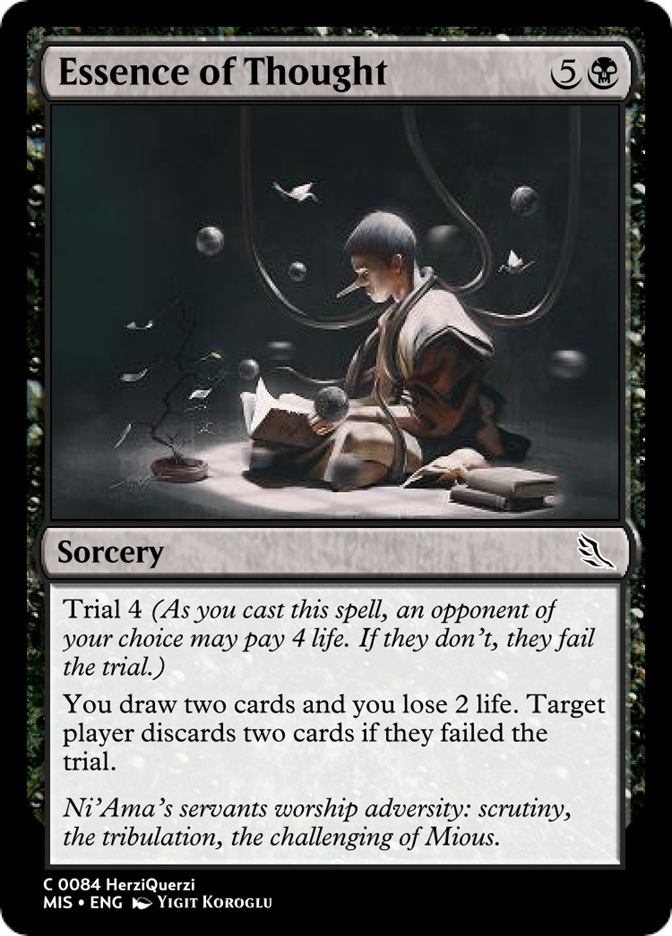 Essence of Thought 5
Sorcery
Trial 4 (As you cast this spell, an opponent of
your choice may pay 4 life. If they don't, they fail
the trial.)
You draw two cards and you lose 2 life. Target
player discards two cards if they failed the
trial.
Ni'Ama's servants worship adversity: scrutiny,
the tribulation, the challenging of Mious.
C 0084 HerziQuerzi
MIS • ENG Yigit Koroglu